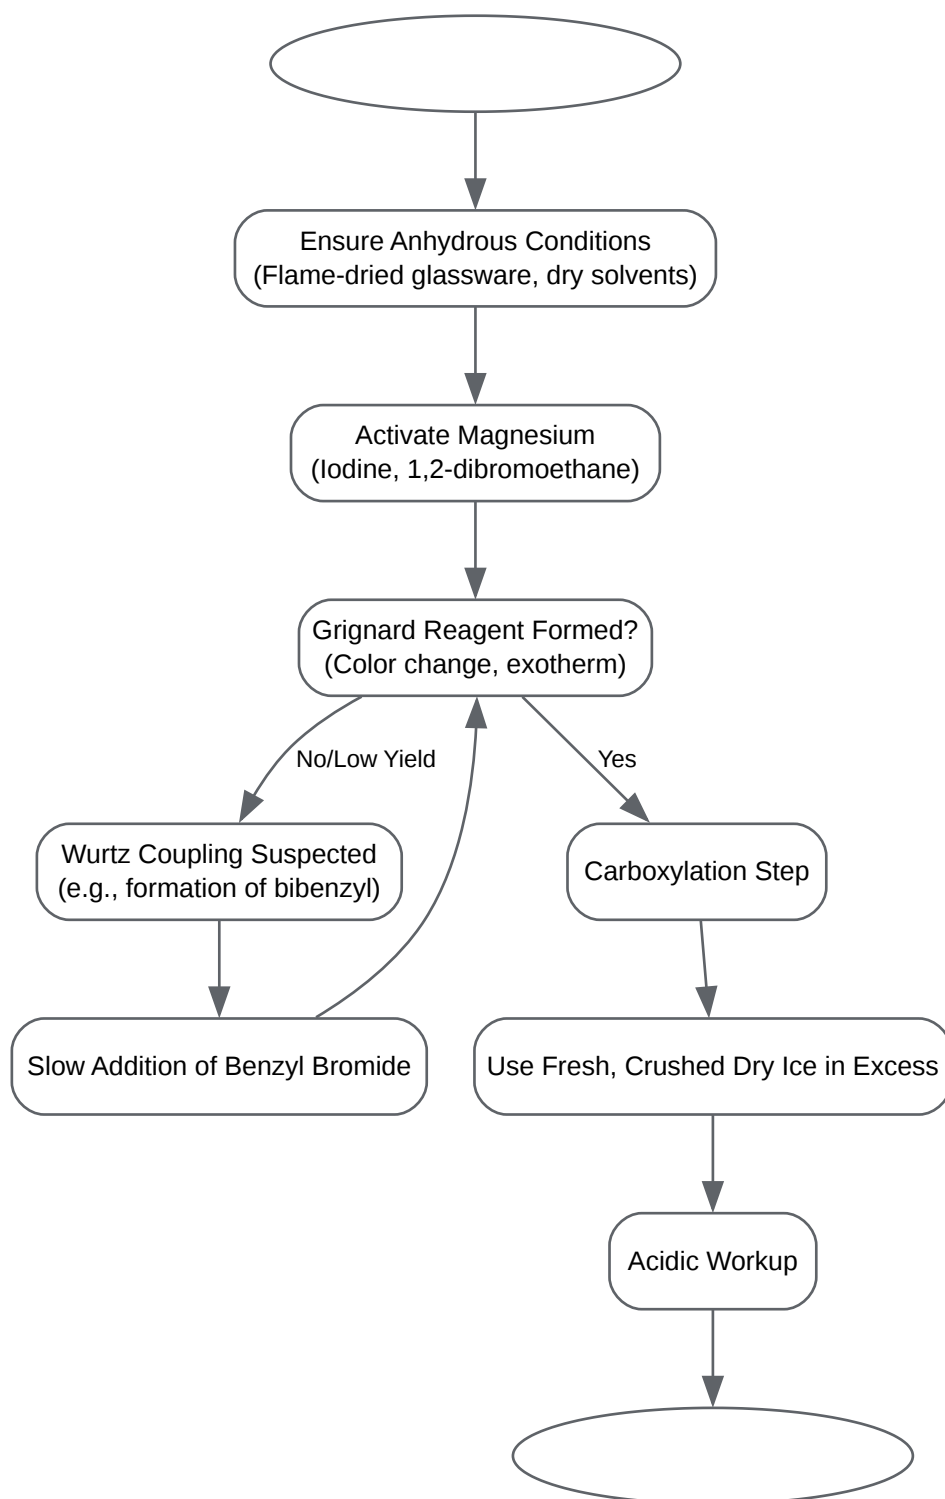 Ensure Anhydrous Conditions
(Flame-dried glassware, dry solvents)
Activate Magnesium
(Iodine, 1,2-dibromoethane)
Grignard Reagent Formed?
(Color change, exotherm)
No/Low Yield
Yes
Wurtz Coupling Suspected
(e.g., formation of bibenzyl)
Carboxylation Step
Slow Addition of Benzyl Bromide
Use Fresh, Crushed Dry Ice in Excess
Acidic Workup